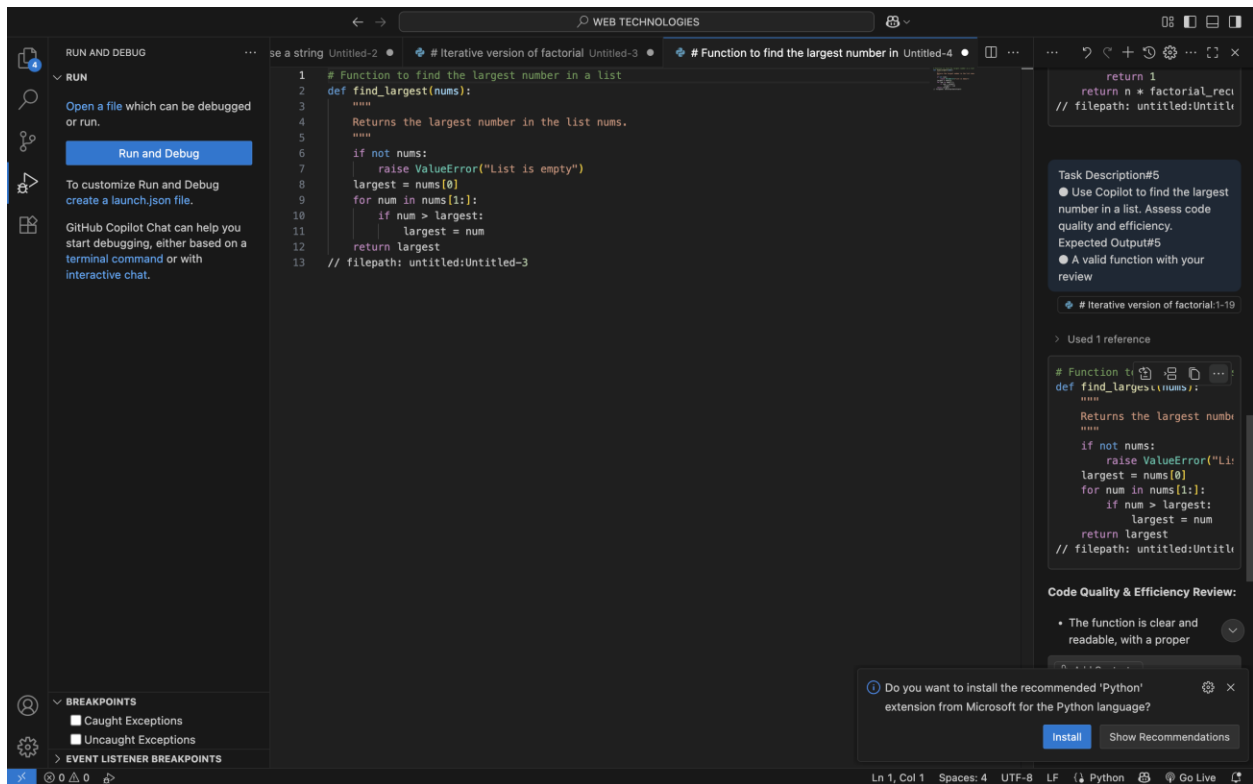 WEB TECHNOLOGIES
4
RUN AND DEBUG
RUN
Open a file which can be debugged
or run.
Run and Debug
To customize Run and Debug
create a launch.json file.
GitHub Copilot Chat can help you
start debugging, either based on a
terminal command or with
interactive chat.
BREAKPOINTS
Caught Exceptions
Uncaught Exceptions
EVENT LISTENER BREAKPOINTS
se a string Untitled-2 # Iterative version of factorial Untitled-3 # Function to find the largest number in Untitled-4
1 # Function to find the largest number in a list
2 def find_largest(nums):
3 """
4 Returns the largest number in the list nums.
5 """
6 if not nums:
7 raise ValueError("List is empty")
8 largest = nums[0]
9 for num in nums[1:]:
10 if num > largest:
11 largest = num
12 return largest
13 // filepath: untitled:Untitled-3
return 1
return n * factorial_recu
// filepath: untitled:Untitle
Task Description#5
● Use Copilot to find the largest
number in a list. Assess code
quality and efficiency.
Expected Output#5
● A valid function with your
review
# Iterative version of factorial:1-19
Used 1 reference
# Function t
def find_largest(nums):
"""
Returns the largest numbe
"""
if not nums:
raise ValueError("Lis
largest = nums[0]
for num in nums[1:]:
if num > largest:
largest = num
return largest
// filepath: untitled:Untitle
Code Quality & Efficiency Review:
• The function is clear and
readable, with a proper
Do you want to install the recommended 'Python'
extension from Microsoft for the Python language?
Install Show Recommendations
0 0 Ln 1, Col 1 Spaces: 4 UTF-8 LF Python Go Live